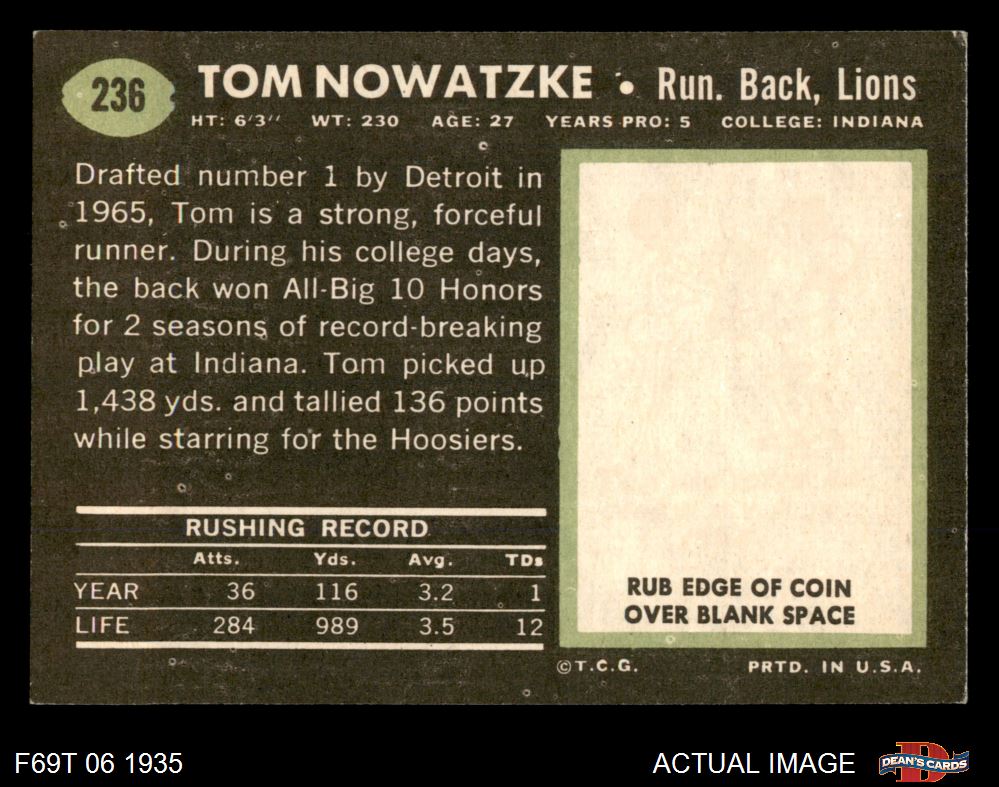 236
TOM NOWATZKE • Run. Back, Lions
HT: 6'3'' WT: 230 AGE: 27 YEARS PRO: 5 COLLEGE: INDIANA
Drafted number 1 by Detroit in
1965, Tom is a strong, forceful
runner. During his college days,
the back won All-Big 10 Honors
for 2 seasons of record-breaking
play at Indiana. Tom picked up
1,438 yds. and tallied 136 points
while starring for the Hoosiers.
RUSHING RECORD
Atts. Yds. Avg. TDs
YEAR 36 116 3.2 1
LIFE 284 989 3.5 12
RUB EDGE OF COIN
OVER BLANK SPACE
©T.C.G. PRTD. IN U.S.A.
F69T 06 1935 ACTUAL IMAGE
D
DEAN'S CARDS